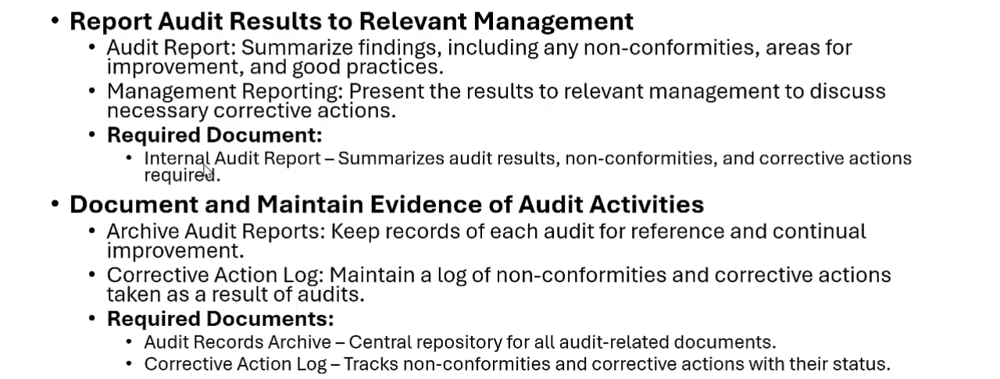 • Report Audit Results to Relevant Management
• Audit Report: Summarize findings, including any non-conformities, areas for
improvement, and good practices.
• Management Reporting: Present the results to relevant management to discuss
necessary corrective actions.
• Required Document:
• Internal Audit Report – Summarizes audit results, non-conformities, and corrective actions
required.
• Document and Maintain Evidence of Audit Activities
• Archive Audit Reports: Keep records of each audit for reference and continual
improvement.
• Corrective Action Log: Maintain a log of non-conformities and corrective actions
taken as a result of audits.
• Required Documents:
• Audit Records Archive – Central repository for all audit-related documents.
• Corrective Action Log – Tracks non-conformities and corrective actions with their status.